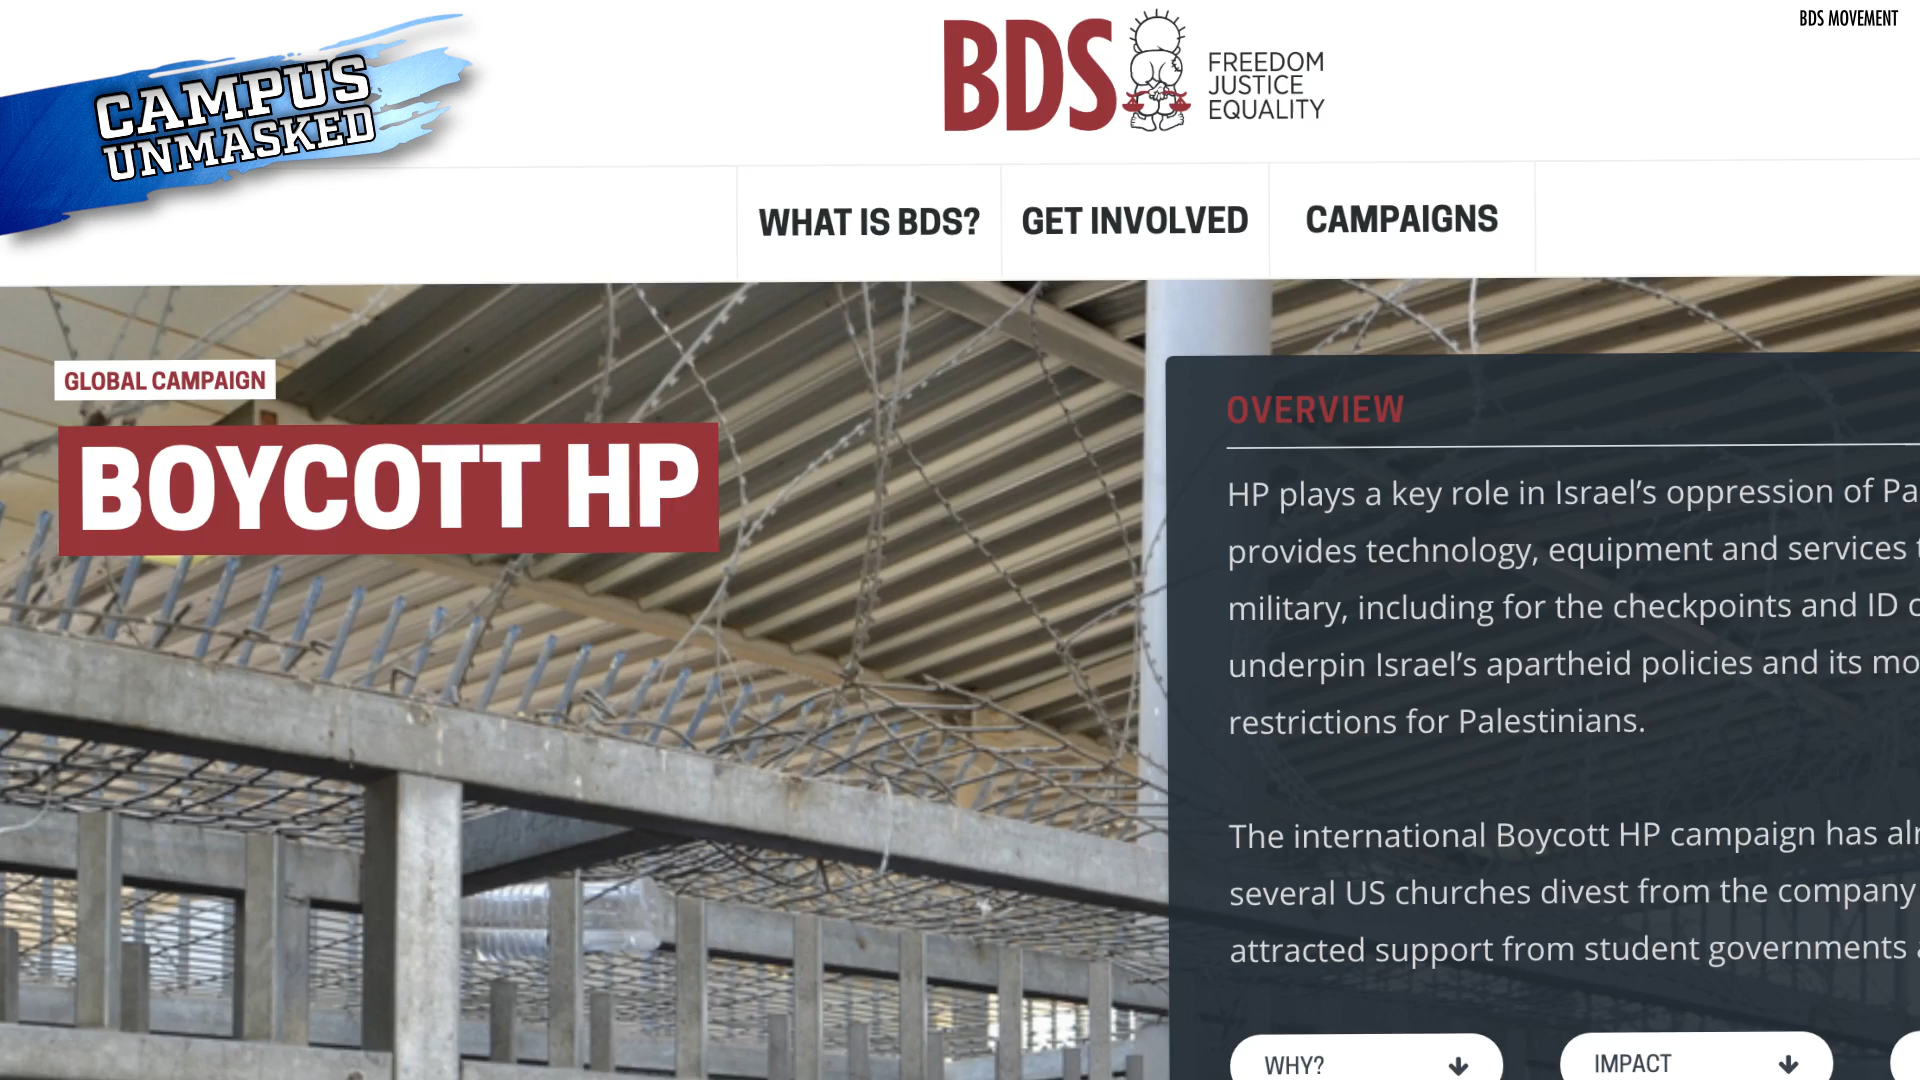 BDS MOVEMENT
CAMPUS
UNMASKED
BDS
FREEDOM
JUSTICE
EQUALITY
WHAT IS BDS?
GET INVOLVED
CAMPAIGNS
GLOBAL CAMPAIGN
BOYCOTT HP
OVERVIEW
HP plays a key role in Israel’s oppression of
provides technology, equipment and services
military, including for the checkpoints and ID
underpin Israel’s apartheid policies and its
restrictions for Palestinians.
The international Boycott HP campaign has
several US churches divest from the company
attracted support from student governments
WHY?
IMPACT